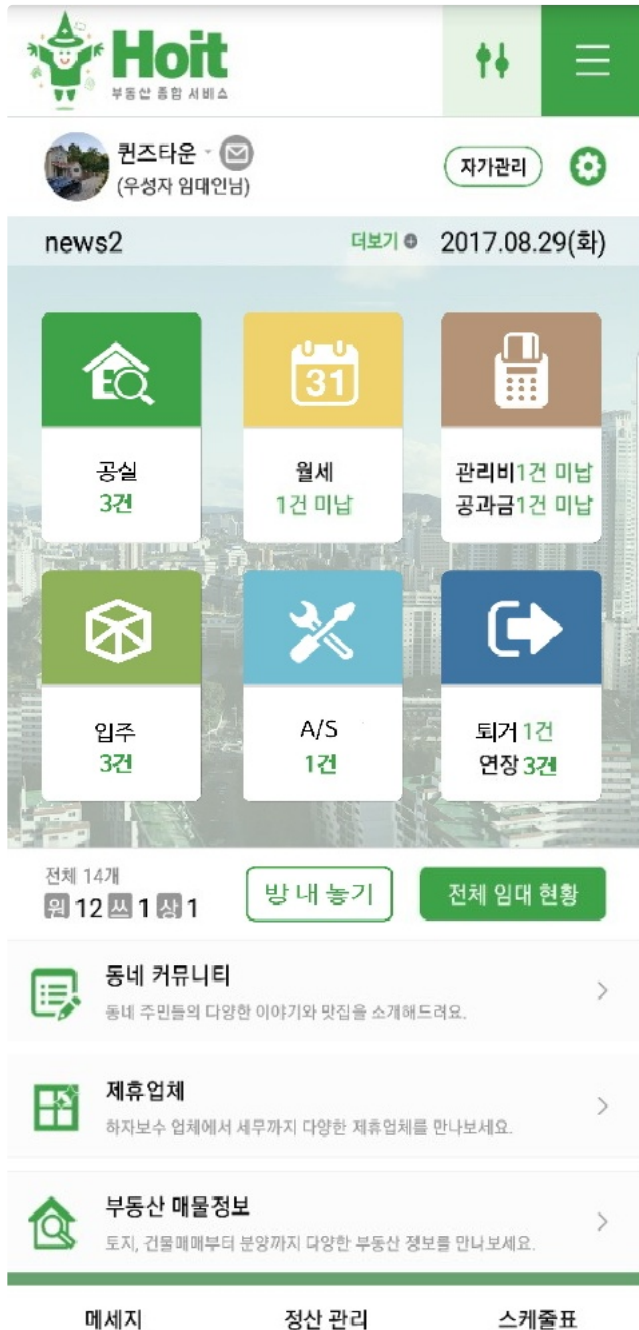 Hoit
부동산 종합 서비스
퀸즈타운
(우성자 임대인님)
자가관리
news2 더보기 2017.08.29(화)
31
공실
3건
월세
1건 미납
관리비1건 미납
공과금1건 미납
입주
3건
A/S
1건
퇴거 1건
연장 3건
전체 14개
원 12 쓰 1 상 1
방 내 놓기
전체 임대 현황
동네 커뮤니티
동네 주민들의 다양한 이야기와 맛집을 소개해드려요.
제휴업체
하자보수 업체에서 세무까지 다양한 제휴업체를 만나보세요.
부동산 매물정보
토지, 건물매매부터 분양까지 다양한 부동산 정보를 만나보세요.
메세지 정산 관리 스케줄표